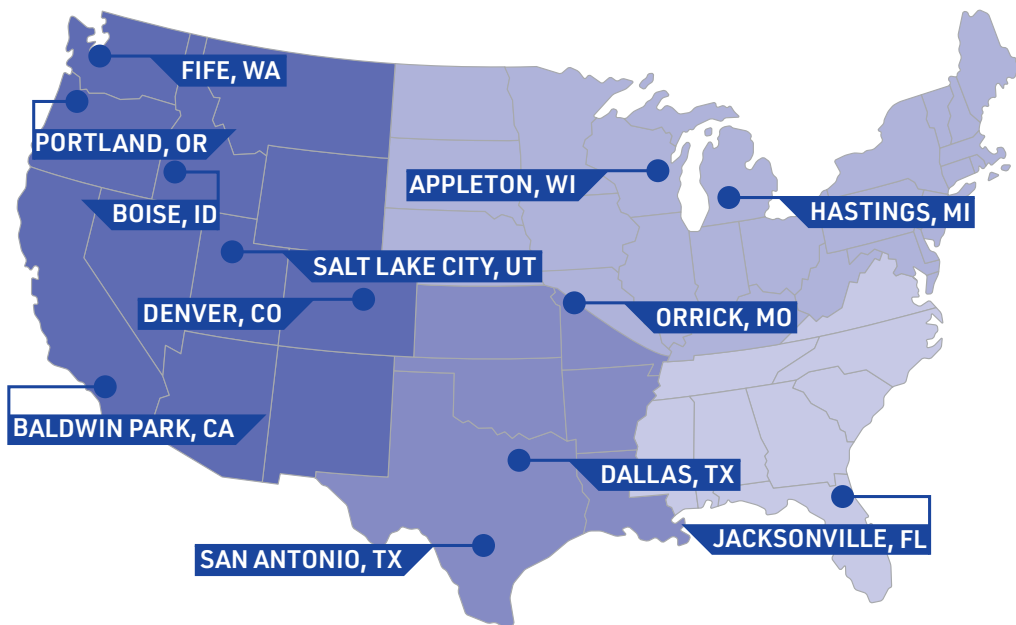 FIFE, WA
PORTLAND, OR
APPLETON, WI
BOISE, ID
HASTINGS, MI
SALT LAKE CITY, UT
DENVER, CO
ORRICK, MO
BALDWIN PARK, CA
DALLAS, TX
JACKSONVILLE, FL
SAN ANTONIO, TX